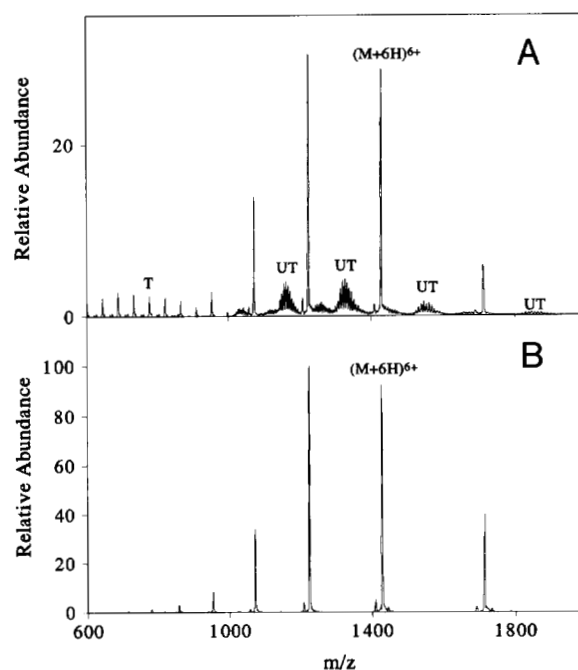 A
(M+6H)6+
Relative Abundance
20
0
T
UT
UT
UT
UT
B
(M+6H)6+
Relative Abundance
100
80
60
40
20
0
600
1000
1400
1800
m/z